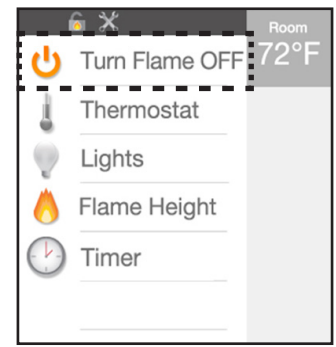 Room
72°F
Turn Flame OFF
Thermostat
Lights
Flame Height
Timer